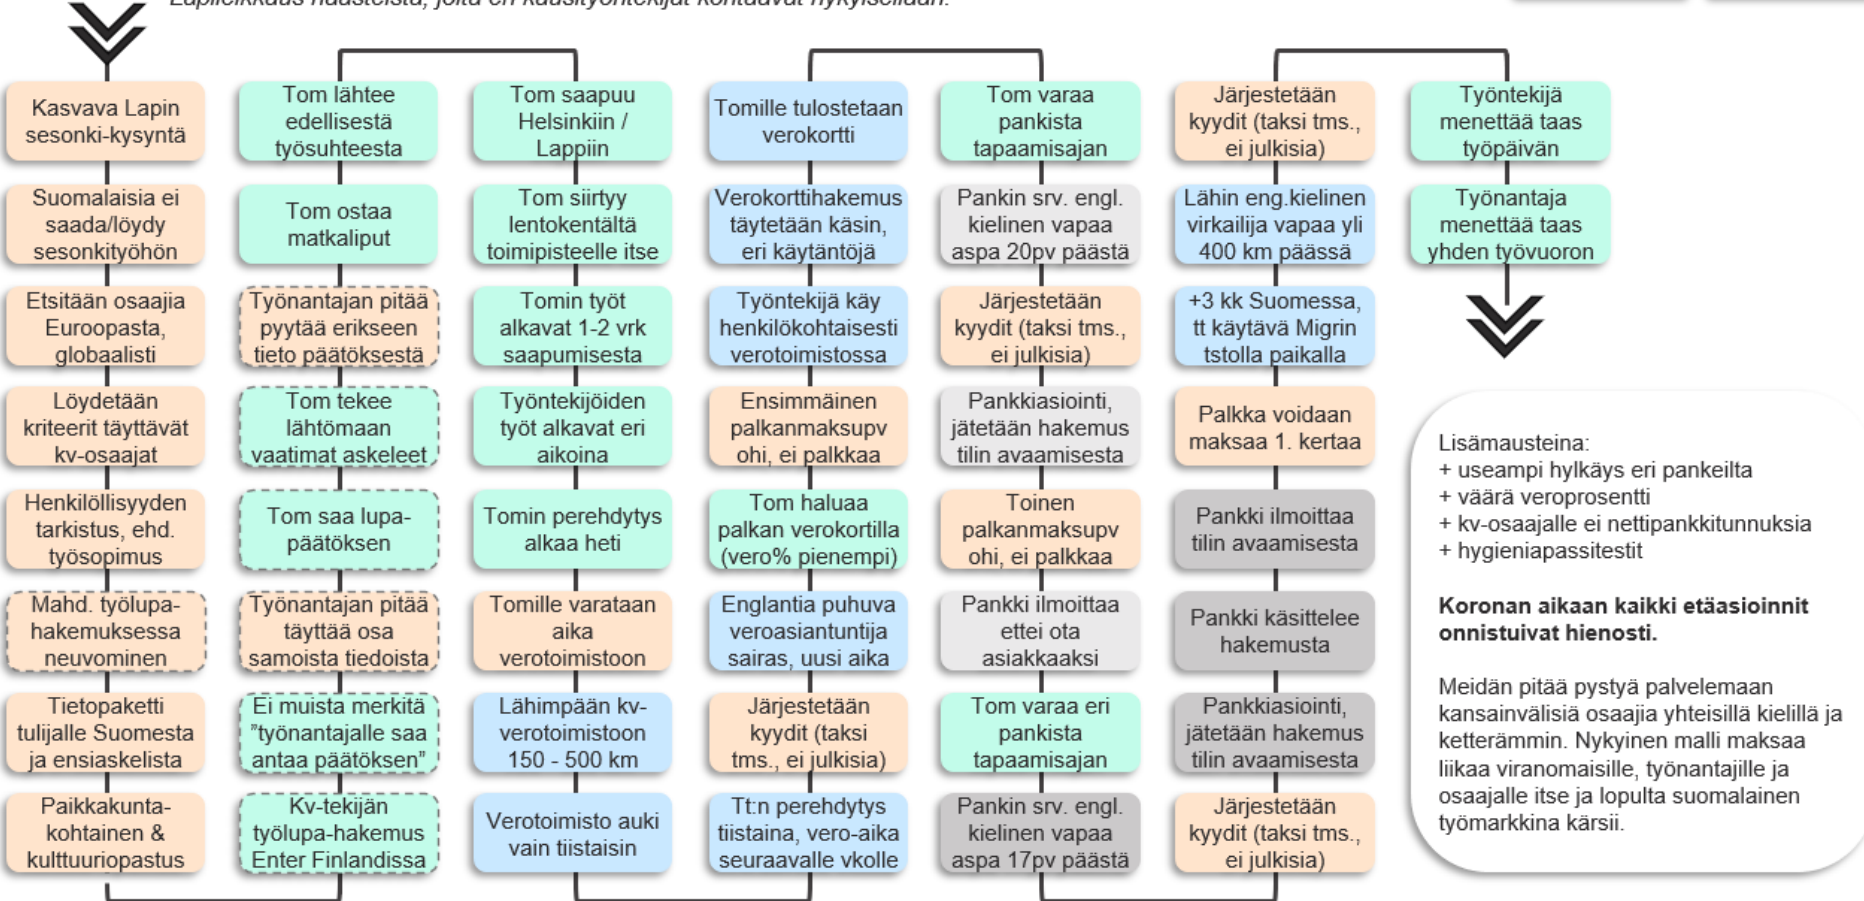 Läpileikkaus haasteista, joita eri kausityöntekijät kohtaavat nykyisellään.
Kasvava Lapin
sesonki-kysyntä
Suomalaisia ei
saada/löydy
sesonkityöhön
Etsitään osaajia
Euroopasta,
globaalisti
Löydetään
kriteerit täyttävät
kv-osaajat
Henkilöllisyyden
tarkistus, ehd.
työsopimus
Mahd. työlupa-
hakemuksessa
neuvominen
Tietopaketti
tulijalle Suomesta
ja ensiaskelista
Paikkakunta-
kohtainen &
kulttuuriopastus
Tom lähtee
edellisestä
työsuhteesta
Tom ostaa
matkaliput
Työnantajan pitää
pyytää erikseen
tieto päätöksestä
Tom tekee
lähtömaan
vaatimat askeleet
Tom saa lupa-
päätöksen
Työnantajan pitää
täyttää osa
samoista tiedoista
Ei muista merkitä
"työnantajalle saa
antaa päätöksen"
Kv-tekijän
työlupa-hakemus
Enter Finlandissa
Tom saapuu
Helsinkiin /
Lappiin
Tom siirtyy
lentokentältä
toimipisteelle itse
Tomin työt
alkavat 1-2 vrk
saapumisesta
Työntekijöiden
työt alkavat eri
aikoina
Tomin perehdytys
alkaa heti
Tomille varataan
aika
verotoimistoon
Lähimpään kv-
verotoimistoon
150 - 500 km
Verotoimisto auki
vain tiistaisin
Tomille tulostetaan
verokortti
Verokorttihakemus
täytetään käsin,
eri käytäntöjä
Työntekijä käy
henkilökohtaisesti
verotoimistossa
Ensimmäinen
palkanmaksupv
ohi, ei palkkaa
Tom haluaa
palkan verokortilla
(vero% pienempi)
Englantia puhuva
veroasiantuntija
sairas, uusi aika
Järjestetään
kyydit (taksi
tms., ei julkisia)
Tt:n perehdytys
tiistaina, vero-aika
seuraavalle vkolle
Tom varaa
pankista
tapaamisajan
Pankin srv. engl.
kielinen vapaa
aspa 20pv päästä
Järjestetään
kyydit (taksi tms.,
ei julkisia)
Pankkiasiointi,
jätetään hakemus
tilin avaamisesta
Toinen
palkanmaksupv
ohi, ei palkkaa
Pankki ilmoittaa
ettei ota
asiakkaaksi
Tom varaa eri
pankista
tapaamisajan
Pankin srv. engl.
kielinen vapaa
aspa 17pv päästä
Järjestetään
kyydit (taksi tms.,
ei julkisia)
Lähin eng.kielinen
virkailija vapaa yli
400 km päässä
+3 kk Suomessa,
tt käytävä Migrin
tstolla paikalla
Palkka voidaan
maksaa 1. kertaa
Pankki ilmoittaa
tilin avaamisesta
Pankki käsittelee
hakemusta
Pankkiasiointi,
jätetään hakemus
tilin avaamisesta
Järjestetään
kyydit (taksi tms.,
ei julkisia)
Työntekijä
menettää taas
työpäivän
Työnantaja
menettää taas
yhden työvuoron
Lisämausteina:
+ useampi hylkäys eri pankeilta
+ väärä veroprosentti
+ kv-osaajalle ei nettipankkitunnuksia
+ hygieniapassitestit
Koronan aikaan kaikki etäasioinnit
onnistuivat hienosti.
Meidän pitää pystyä palvelemaan
kansainvälisiä osaajia yhteisillä kielillä ja
ketterämmin. Nykyinen malli maksaa
liikaa viranomaisille, työnantajille ja
osaajalle itse ja lopulta suomalainen
työmarkkina kärsii.